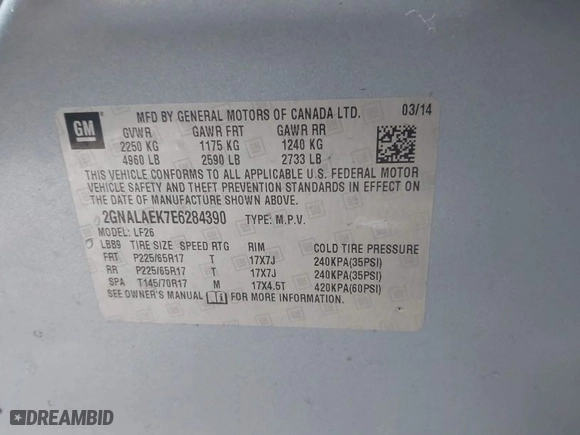 GM
MFD BY GENERAL MOTORS OF CANADA LTD. 03/14
GVWR GAWR FRT GAWR RR
2250 KG 1175 KG 1240 KG
4960 LB 2590 LB 2733 LB
THIS VEHICLE CONFORMS TO ALL APPLICABLE U.S. FEDERAL MOTOR
VEHICLE SAFETY AND THEFT PREVENTION STANDARDS IN EFFECT ON
THE DATE OF MANUFACTURE SHOWN ABOVE.
2GNALAEK7E6284390 TYPE: M.P.V.
MODEL: LF26
LBB9 TIRE SIZE SPEED RTG RIM COLD TIRE PRESSURE
FRT P225/65R17 T 17X7J 240KPA(35PSI)
RR P225/65R17 T 17X7J 240KPA(35PSI)
SPA T145/70R17 M 17X4.5T 420KPA(60PSI)
SEE OWNER'S MANUAL FOR MORE INFORMATION
DREAMBID